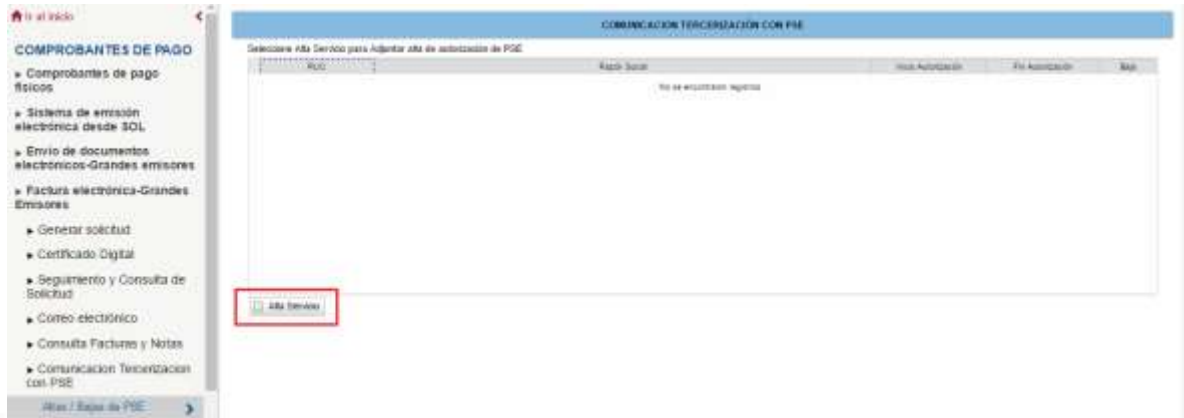 Ir al inicio
COMPROBANTES DE PAGO
Comprobantes de pago
físicos
Sistema de emisión
electrónica desde SOL
Envío de documentos
electrónicos-Grandes emisores
Factura electrónica-Grandes
Emisores
Generar solicitud
Certificado Digital
Seguimiento y Consulta de
Solicitud
Correo electrónico
Consulta Facturas y Notas
Comunicacion Tercerizacion
con PSE
Altas / Bajas de PSE
COMUNICACION TERCERIZACIÓN CON PSE
Seleccione Alta Servicio para Adjuntar alta de autorización de PSE
RUC Razón Social Inicio Autorización Fin Autorización Baja
No se encontraron registros
Alta Servicio